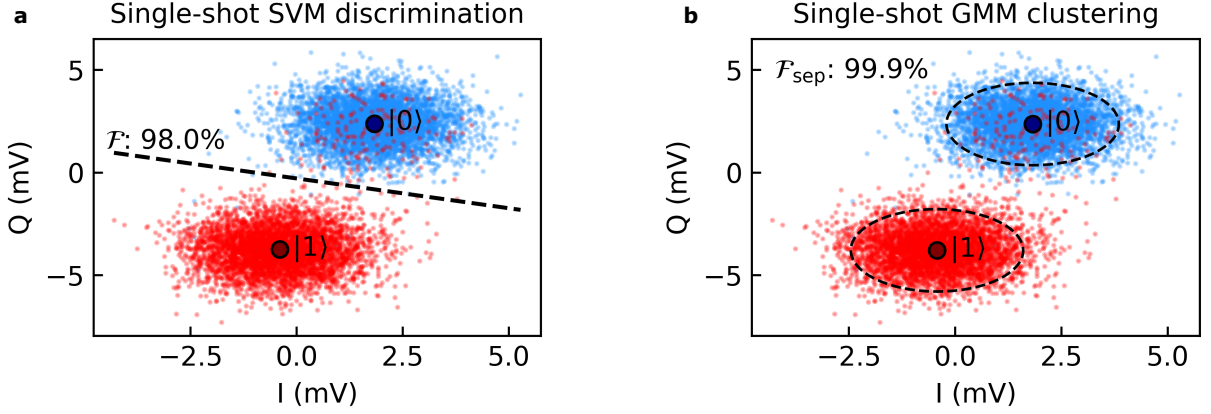 a
Single-shot SVM discrimination
Q (mV)
5
0
−5
ℱ: 98.0%
|0⟩
|1⟩
−2.5
0.0
2.5
5.0
I (mV)
b
Single-shot GMM clustering
Q (mV)
5
0
−5
ℱsep: 99.9%
|0⟩
|1⟩
−2.5
0.0
2.5
5.0
I (mV)